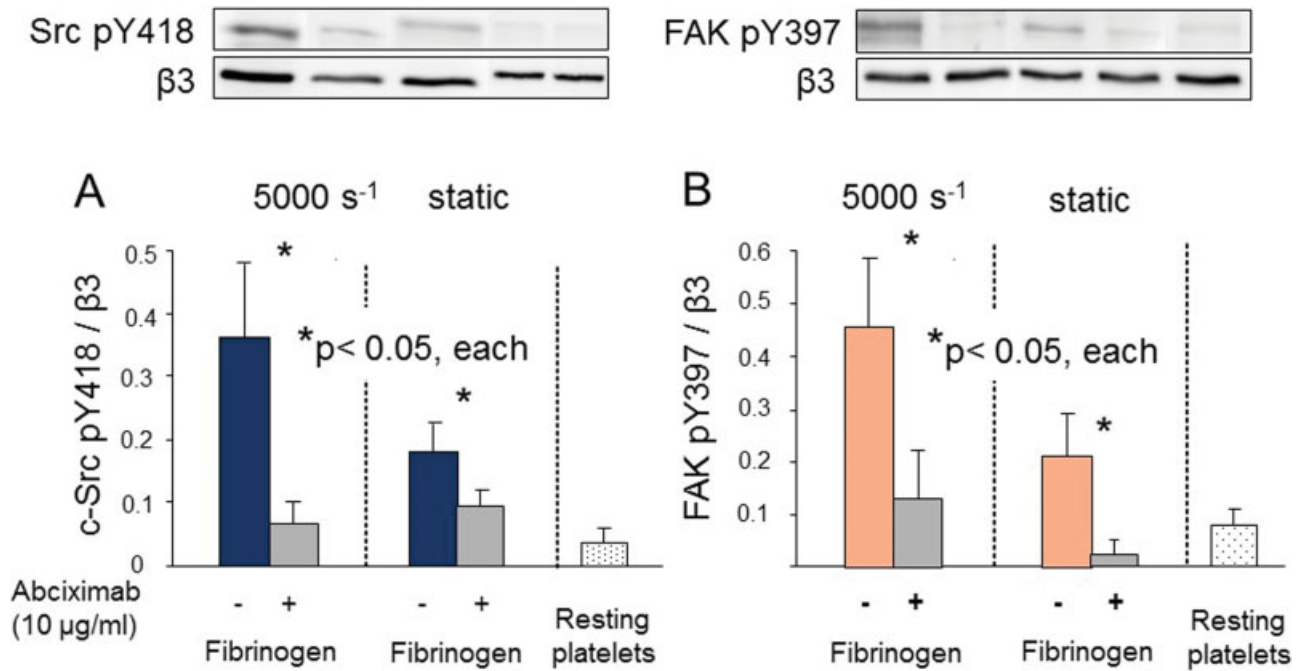 Src pY418
β3
FAK pY397
β3
A
5000 s-1
static
c-Src pY418 / β3
0.5
0.4
0.3
0.2
0.1
0
*
*p< 0.05, each
*
Abciximab
(10 µg/ml)
- +
- +
Fibrinogen
Fibrinogen
Resting
platelets
B
5000 s-1
static
FAK pY397 / β3
0.6
0.5
0.4
0.3
0.2
0.1
*
*p< 0.05, each
*
- +
- +
Fibrinogen
Fibrinogen
Resting
platelets